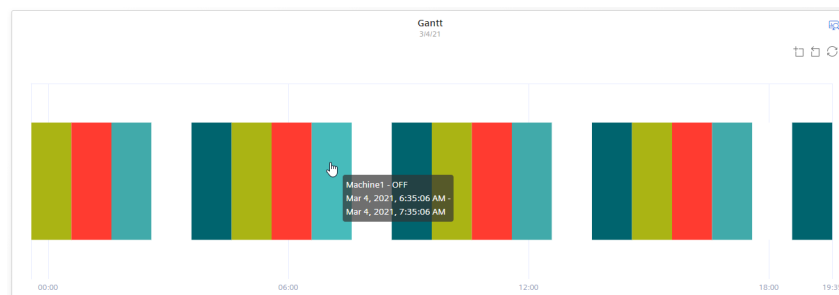 Gantt
3/4/21
Machine1 - OFF
Mar 4, 2021, 6:35:06 AM -
Mar 4, 2021, 7:35:06 AM
00:00 06:00 12:00 18:00